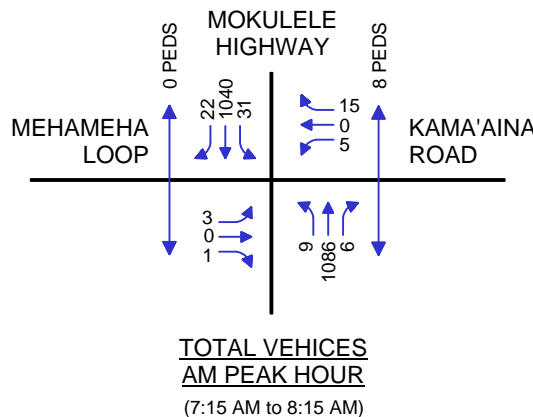 MOKULELE
HIGHWAY
0 PEDS
8 PEDS
MEHAMEHA
LOOP
KAMA'AINA
ROAD
22
1040
31
15
0
5
3
0
1
9
1086
6
TOTAL VEHICES
AM PEAK HOUR
(7:15 AM to 8:15 AM)